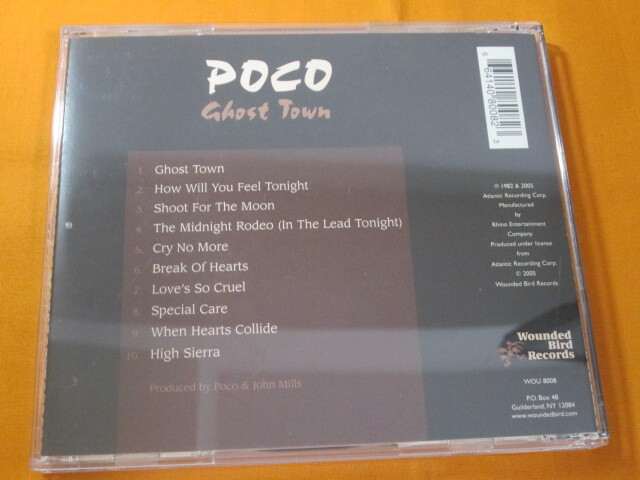 POCO
Ghost Town
1. Ghost Town
2. How Will You Feel Tonight
3. Shoot For The Moon
4. The Midnight Rodeo (In The Lead Tonight)
5. Cry No More
6. Break Of Hearts
7. Love's So Cruel
8. Special Care
9. When Hearts Collide
10. High Sierra
Produced by Poco & John Mills
6 64140 80082 3
℗ 1982 & 2005
Atlantic Recording Corp.
Manufactured
by
Rhino Entertainment
Company.
Produced under license
from
Atlantic Recording Corp.
© 2005
Wounded Bird Records
Wounded
Bird
Records
WOU 8008
P.O. Box 48
Guilderland, NY 12084
www.woundedbird.com